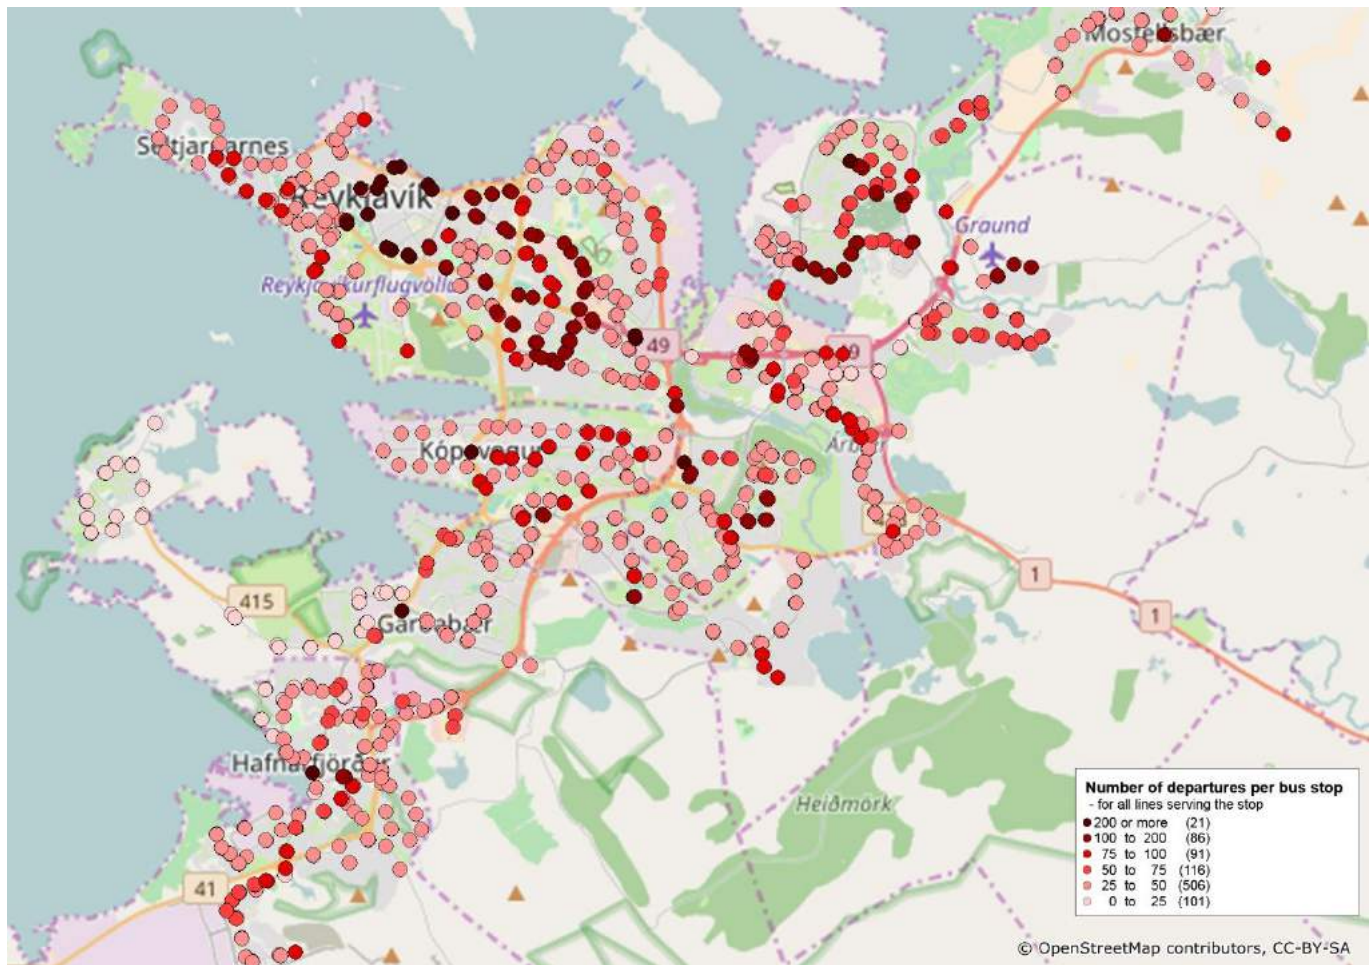 Mosfellsbær
Seltjarnarnes
Reykjavík
Graund
Reykjavíkurflugvöllur
49
49
Kópavogur
Árbær
415
1
1
Garðabær
Hafnarfjörður
Heiðmörk
41
Number of departures per bus stop
- for all lines serving the stop
200 or more (21)
100 to 200 (86)
75 to 100 (91)
50 to 75 (116)
25 to 50 (506)
0 to 25 (101)
© OpenStreetMap contributors, CC-BY-SA